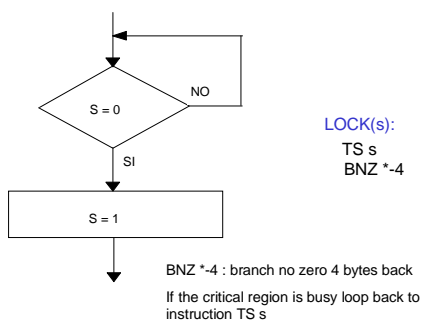 NO
S = 0
SI
S = 1
LOCK(s):
TS s
BNZ *-4
BNZ *-4 : branch no zero 4 bytes back
If the critical region is busy loop back to
instruction TS s